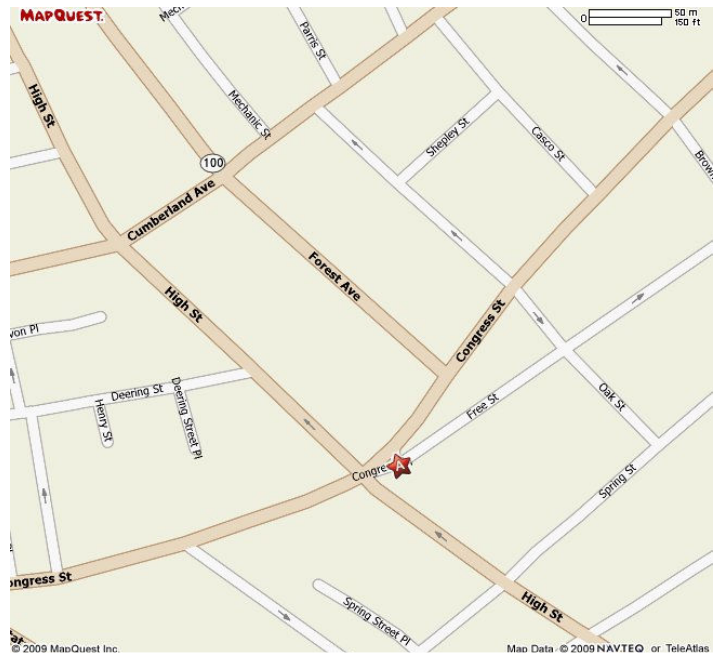 MAPQUEST.
0
50 m
150 ft
High St
Parris St
Mechanic St
100
Cumberland Ave
Shepley St
Casco St
High St
Forest Ave
Congress St
Deering St
Henry St
Deering Street Pl
Free St
Oak St
A
Spring St
Congress St
High St
Spring Street Pl
© 2009 MapQuest Inc.
Map Data © 2009 NAVTEQ or TeleAtlas